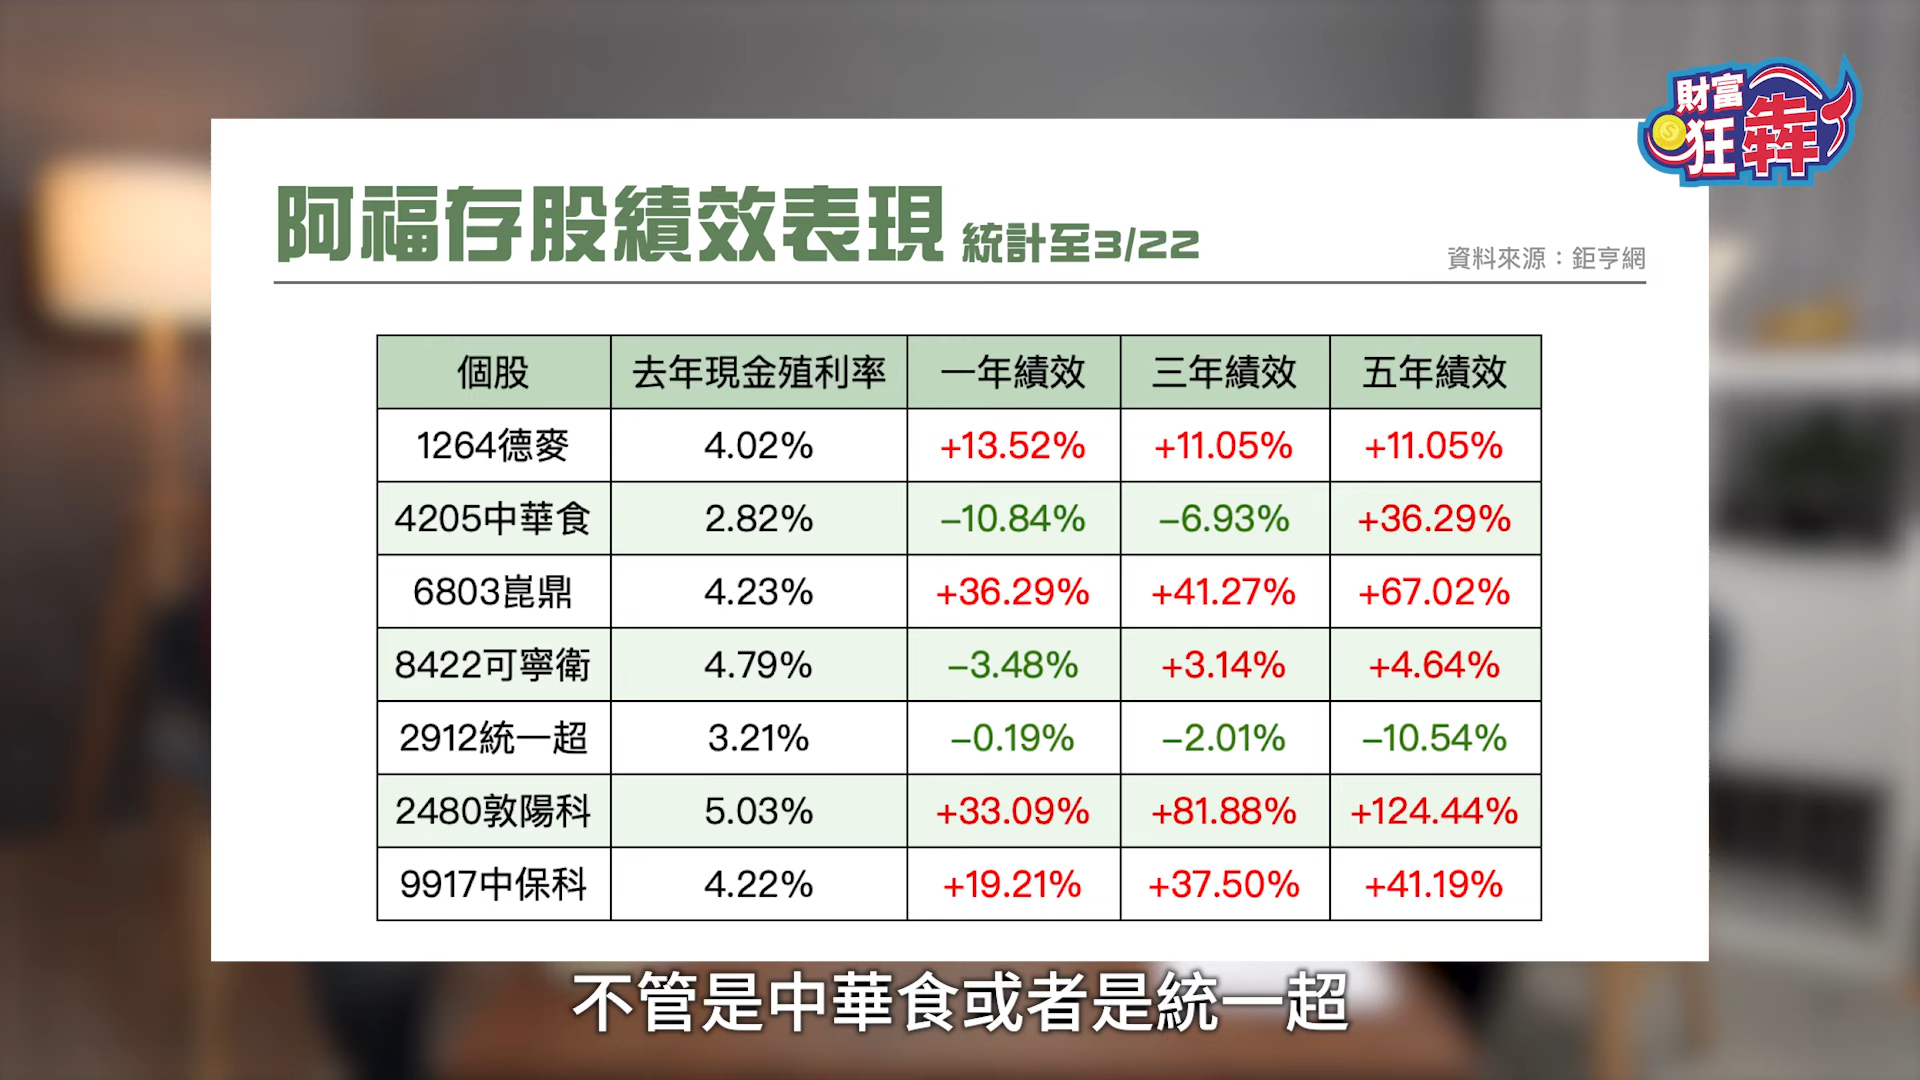 財富
狂犇
阿福存股績效表現 統計至3/22
資料來源：鉅亨網
個股 去年現金殖利率 一年績效 三年績效 五年績效
1264德麥 4.02% +13.52% +11.05% +11.05%
4205中華食 2.82% –10.84% –6.93% +36.29%
6803崑鼎 4.23% +36.29% +41.27% +67.02%
8422可寧衛 4.79% –3.48% +3.14% +4.64%
2912統一超 3.21% –0.19% –2.01% –10.54%
2480敦陽科 5.03% +33.09% +81.88% +124.44%
9917中保科 4.22% +19.21% +37.50% +41.19%
不管是中華食或者是統一超